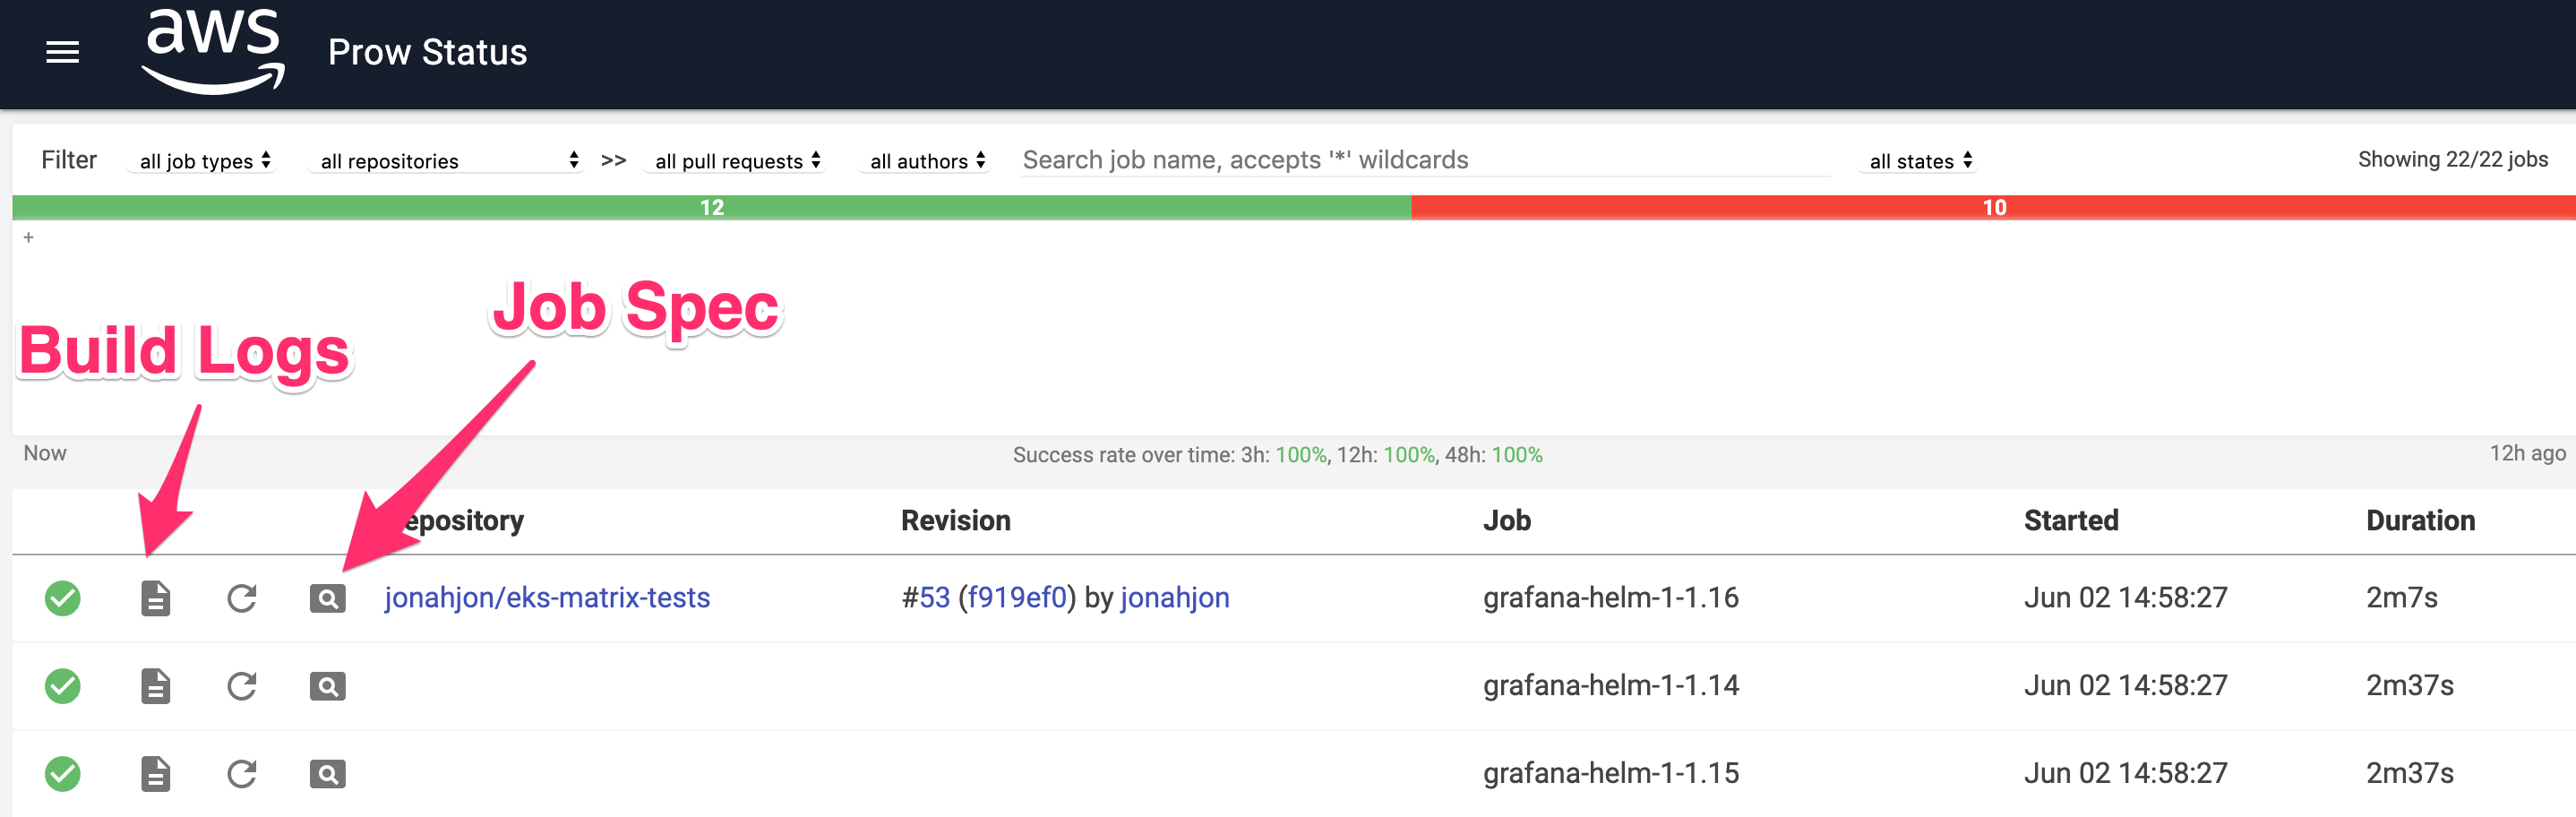 aws
Prow Status
Filter all job types all repositories >> all pull requests all authors Search job name, accepts '*' wildcards all states Showing 22/22 jobs
12 10
+
Job Spec
Build Logs
Now Success rate over time: 3h: 100%, 12h: 100%, 48h: 100% 12h ago
epository Revision Job Started Duration
jonahjon/eks-matrix-tests #53 (f919ef0) by jonahjon grafana-helm-1-1.16 Jun 02 14:58:27 2m7s
grafana-helm-1-1.14 Jun 02 14:58:27 2m37s
grafana-helm-1-1.15 Jun 02 14:58:27 2m37s